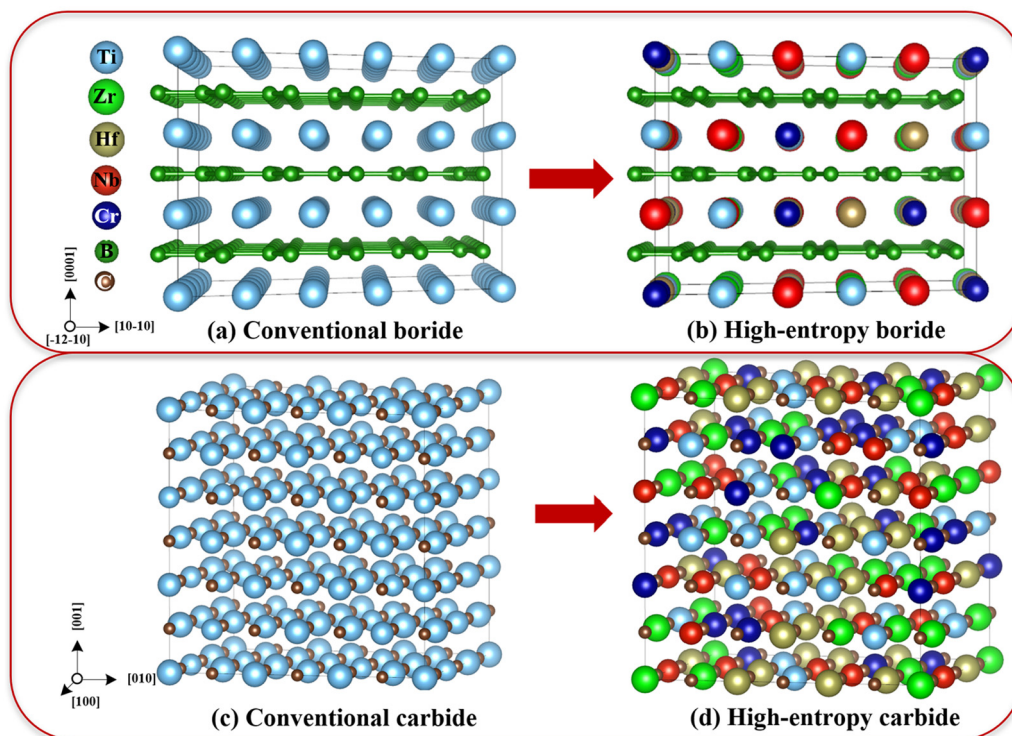 Ti
Zr
Hf
Nb
Cr
B
C
[0001]
[-12-10]
[10-10]
(a) Conventional boride
(b) High-entropy boride
[001]
[010]
[100]
(c) Conventional carbide
(d) High-entropy carbide